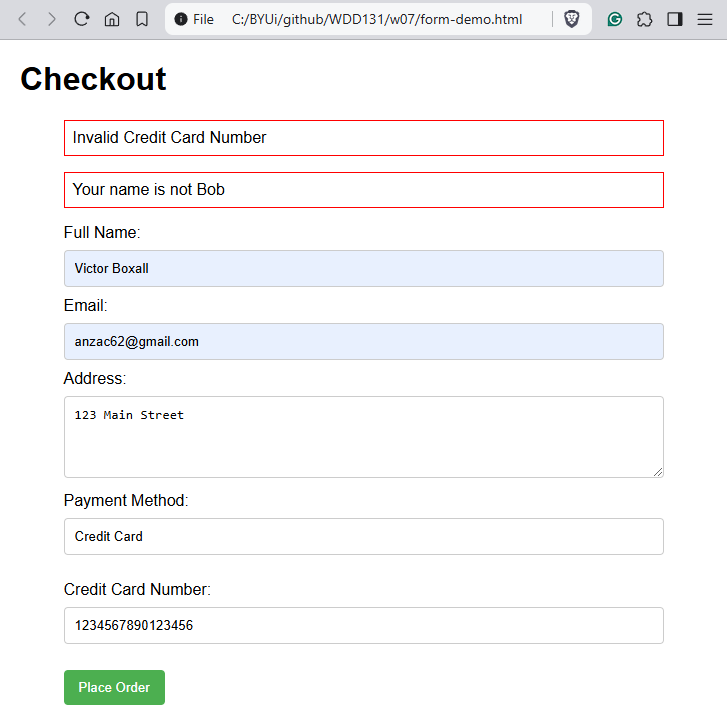 File C:/BYUi/github/WDD131/w07/form-demo.html
Checkout
Invalid Credit Card Number
Your name is not Bob
Full Name:
Victor Boxall
Email:
anzac62@gmail.com
Address:
123 Main Street
Payment Method:
Credit Card
Credit Card Number:
1234567890123456
Place Order